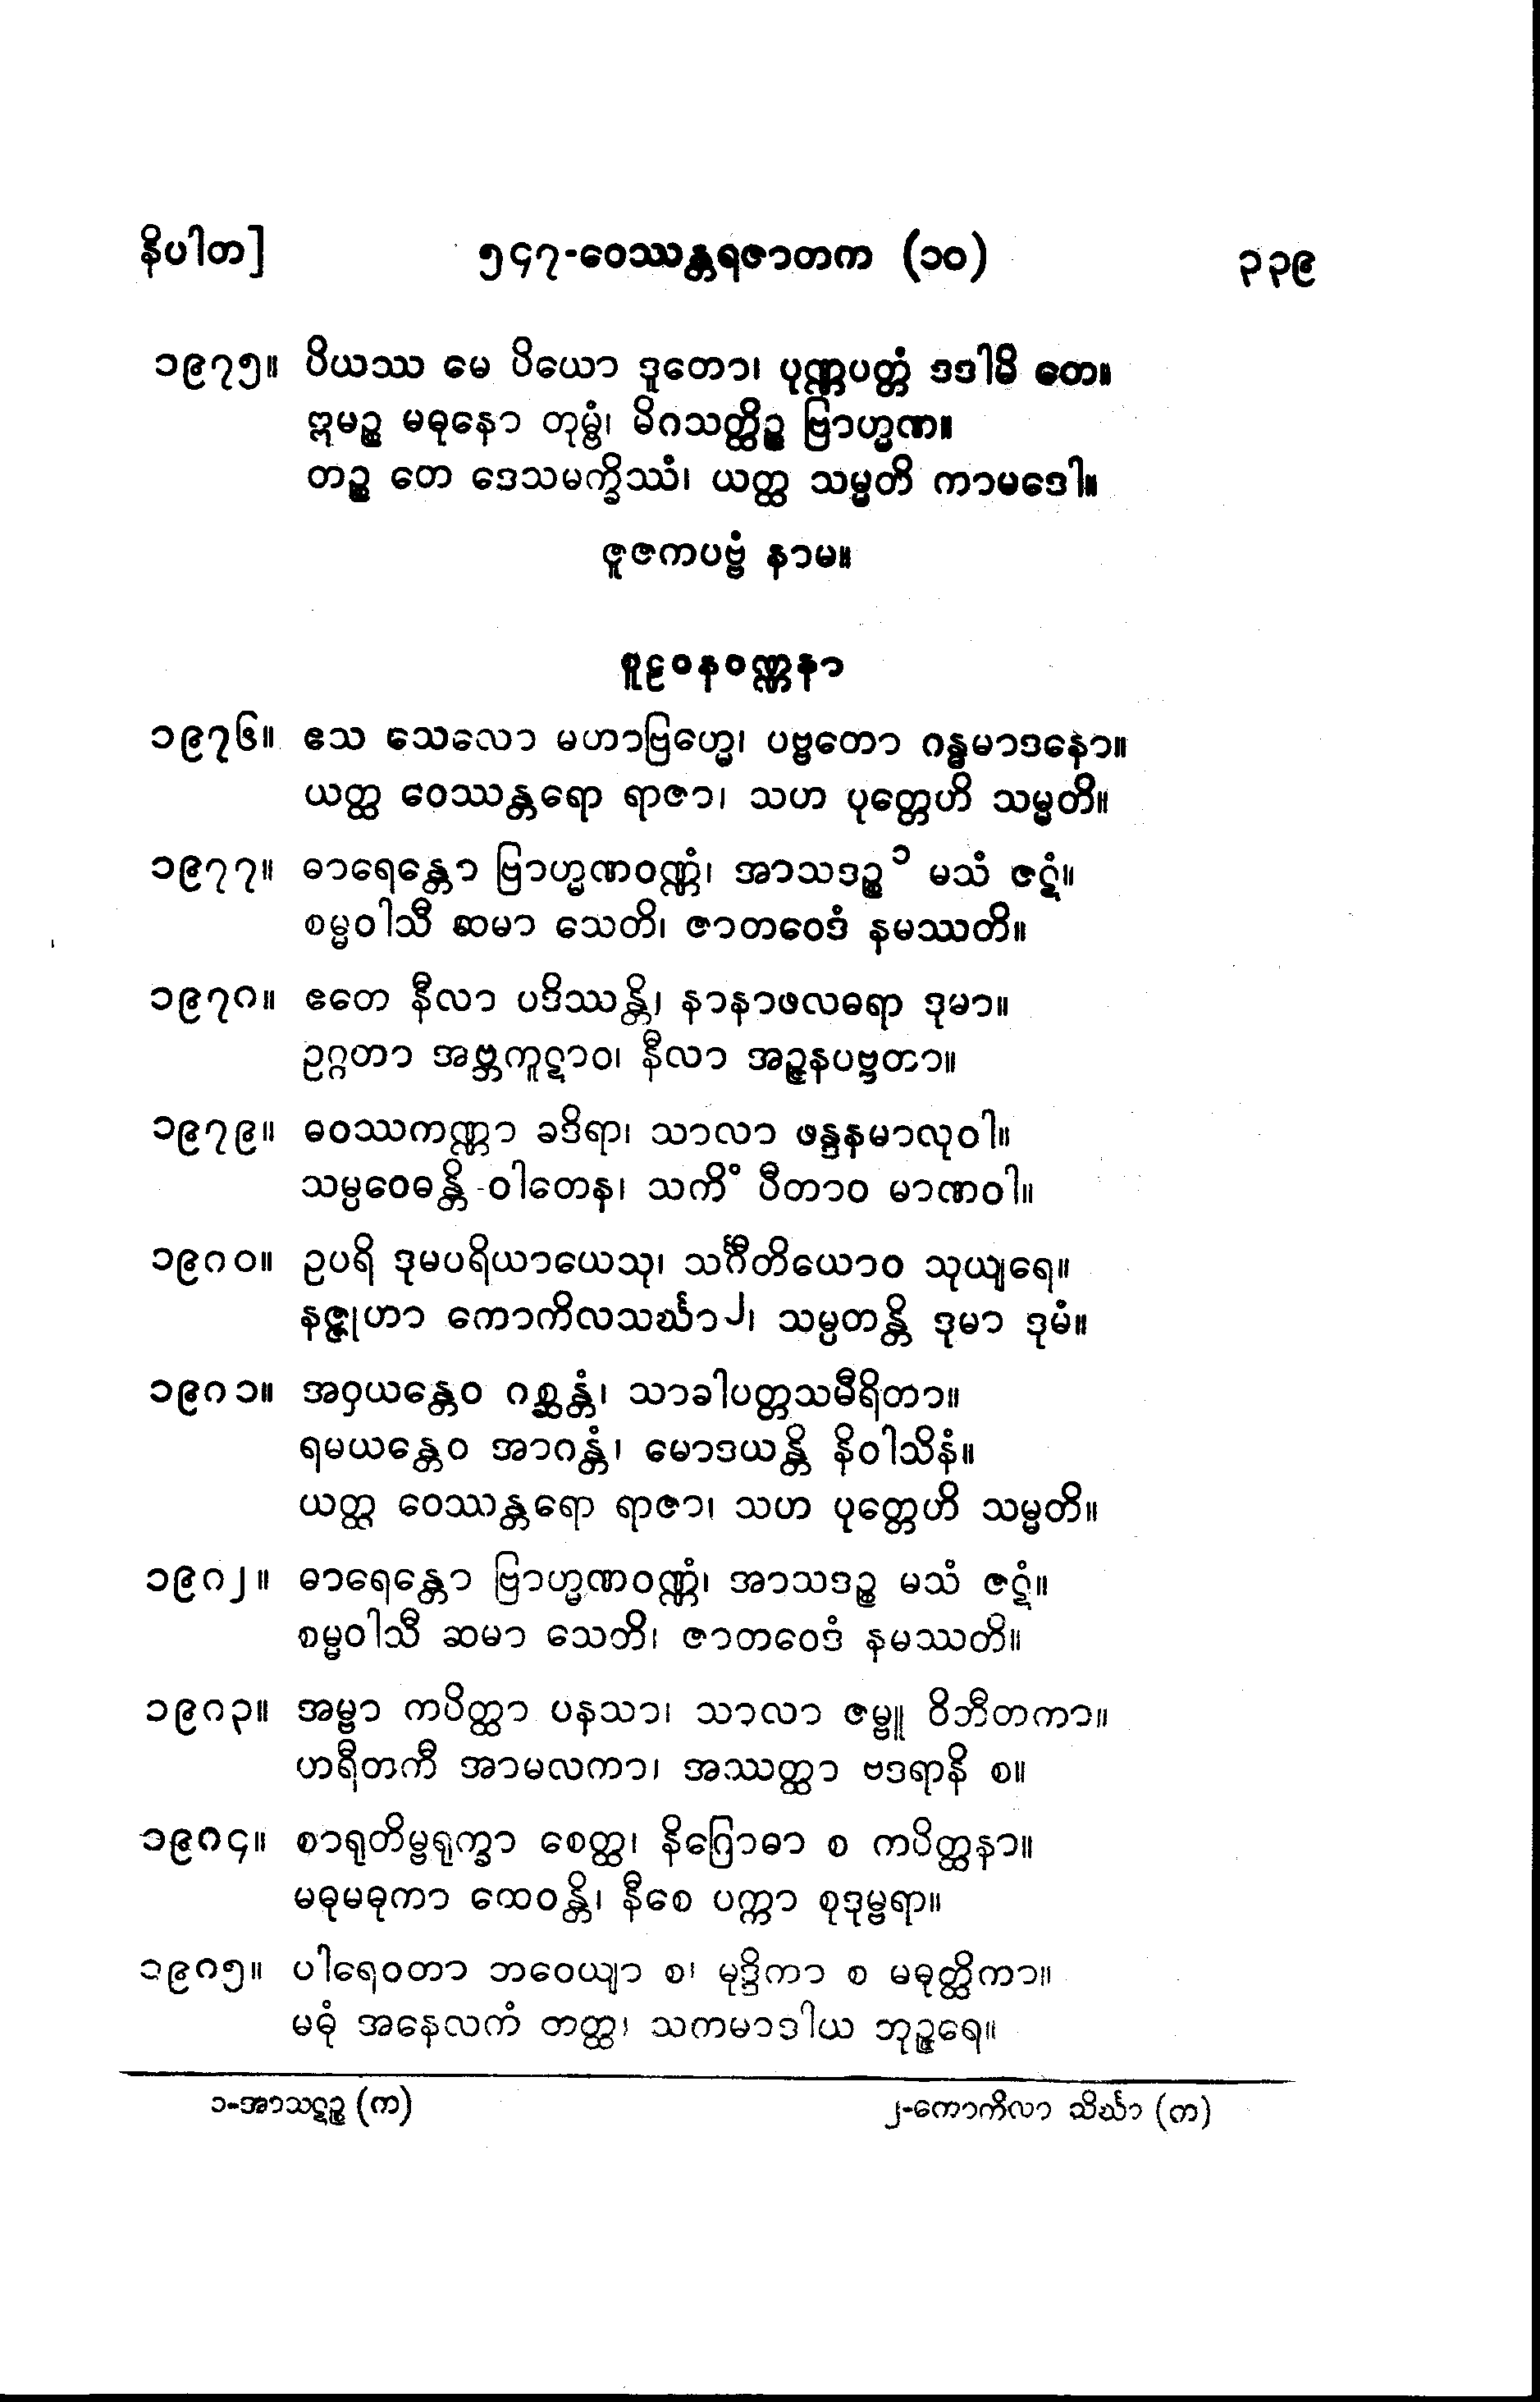 နိပါတ] ၅၄၇-ဝေဿန္တရဇာတက (၁၀) ၃၃၉
၁၉၇၅။ ပိယဿ မေ ပိယော ဒူတော၊ ပုဏ္ဏပတ္တံ ဒဒါမိ တေ။
ဣမဉ္စ မဓုနော တုမ္ဗံ၊ မိဂသတ္ထိဉ္စ ဗြာဟ္မဏ။
တဉ္စ တေ ဒေသမက္ခိဿံ၊ ယတ္ထ သမ္မတိ ကာမဒေါ။
ဇူဇကပဗ္ဗံ နာမ။
စူဠဝနဝဏ္ဏနာ
၁၉၇၆။ ဧသ သေလော မဟာဗြဟ္မေ၊ ပဗ္ဗတော ဂန္ဓမာဒနော။
ယတ္ထ ဝေဿန္တရော ရာဇာ၊ သဟ ပုတ္တေဟိ သမ္မတိ။
၁၉၇၇။ ဓာရေန္တော ဗြာဟ္မဏဝဏ္ဏံ၊ အာသဒဉ္စ ၁ မသံ ဇဋံ။
စမ္မဝါသီ ဆမာ သေတိ၊ ဇာတဝေဒံ နမဿတိ။
၁၉၇၈။ ဧတေ နီလာ ပဒိဿန္တိ၊ နာနာဖလဓရာ ဒုမာ။
ဥဂ္ဂတာ အဗ္ဘကူဋာဝ၊ နီလာ အဉ္ဇနပဗ္ဗတာ။
၁၉၇၉။ ဓဝဿကဏ္ဏာ ခဒိရာ၊ သာလာ ဖန္ဒနမာလုဝါ။
သမ္ပဝေဓန္တိ ဝါတေန၊ သကိံ ပီတာဝ မာဏဝါ။
၁၉၈၀။ ဥပရိ ဒုမပရိယာယေသု၊ သင်္ဂီတိယောဝ သုယျရေ။
နဇ္ဇုဟာ ကောကိလသင်္ဃာ ၂၊ သမ္ပတန္တိ ဒုမာ ဒုမံ။
၁၉၈၁။ အဝှယန္တေဝ ဂစ္ဆန္တံ၊ သာခါပတ္တသမီရိတာ။
ရမယန္တေဝ အာဂန္တံ၊ မောဒယန္တိ နိဝါသိနံ။
ယတ္ထ ဝေဿန္တရော ရာဇာ၊ သဟ ပုတ္တေဟိ သမ္မတိ။
၁၉၈၂။ ဓာရေန္တော ဗြာဟ္မဏဝဏ္ဏံ၊ အာသဒဉ္စ မသံ ဇဋံ။
စမ္မဝါသီ ဆမာ သေတိ၊ ဇာတဝေဒံ နမဿတိ။
၁၉၈၃။ အမ္ဗာ ကပိတ္ထာ ပနသာ၊ သာလာ ဇမ္ဗူ ဝိဘီတကာ။
ဟရီတကီ အာမလကာ၊ အဿတ္ထာ ဗဒရာနိ စ။
၁၉၈၄။ စာရုတိမ္ဗရုက္ခာ စေတ္ထ၊ နိဂြောဓာ စ ကပိတ္ထနာ။
မဓုမဓုကာ ထေဝန္တိ၊ နီစေ ပက္ကာ စုဒုမ္ဗရာ။
၁၉၈၅။ ပါရေဝတာ ဘဝေယျာ စ၊ မုဒ္ဒိကာ စ မဓုတ္ထိကာ။
မဓုံ အနေလကံ တတ္ထ၊ သကမာဒါယ ဘုဉ္ဇရေ။
၁-အာသဋဉ္စ (က) ၂-ကောကိလာ သိင်္ဃာ (က)